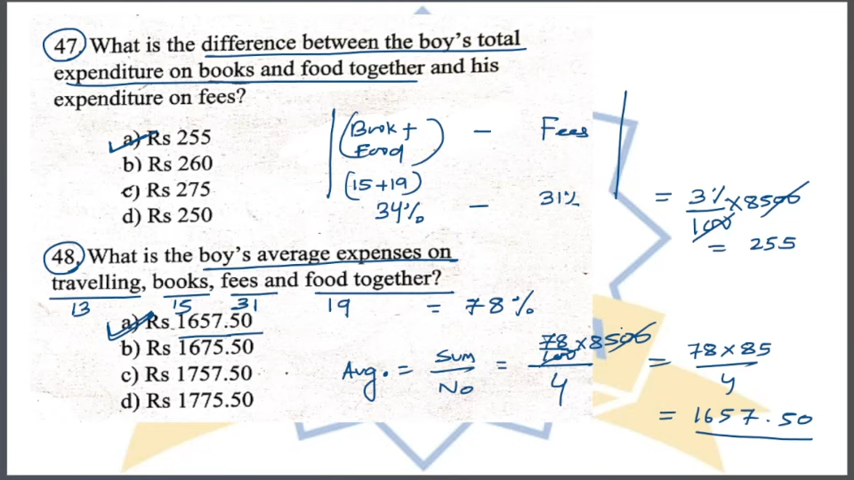 47. What is the difference between the boy's total
expenditure on books and food together and his
expenditure on fees?
a) Rs 255
b) Rs 260
c) Rs 275
d) Rs 250
(Book + Food) - Fees
(15+19)
34% - 31%
= 3%/100 × 8500
= 255
48. What is the boy's average expenses on
travelling, books, fees and food together?
13 15 31 19 = 78%
a) Rs 1657.50
b) Rs 1675.50
c) Rs 1757.50
d) Rs 1775.50
Avg. = Sum/No = 78/100 × 8500/4 = 78 × 85/4
= 1657.50